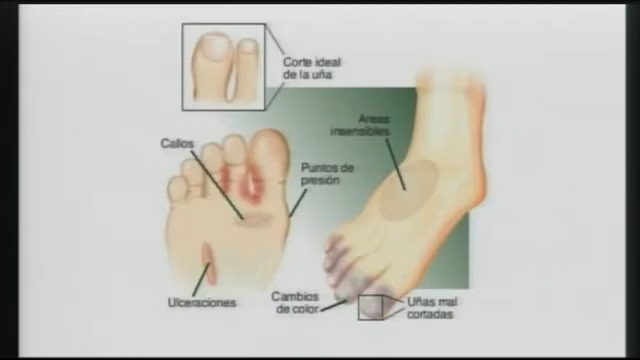 Corte ideal
de la uña
Areas
insensibles
Callos
Puntos de
presión
Ulceraciones
Cambios
de color
Uñas mal
cortadas